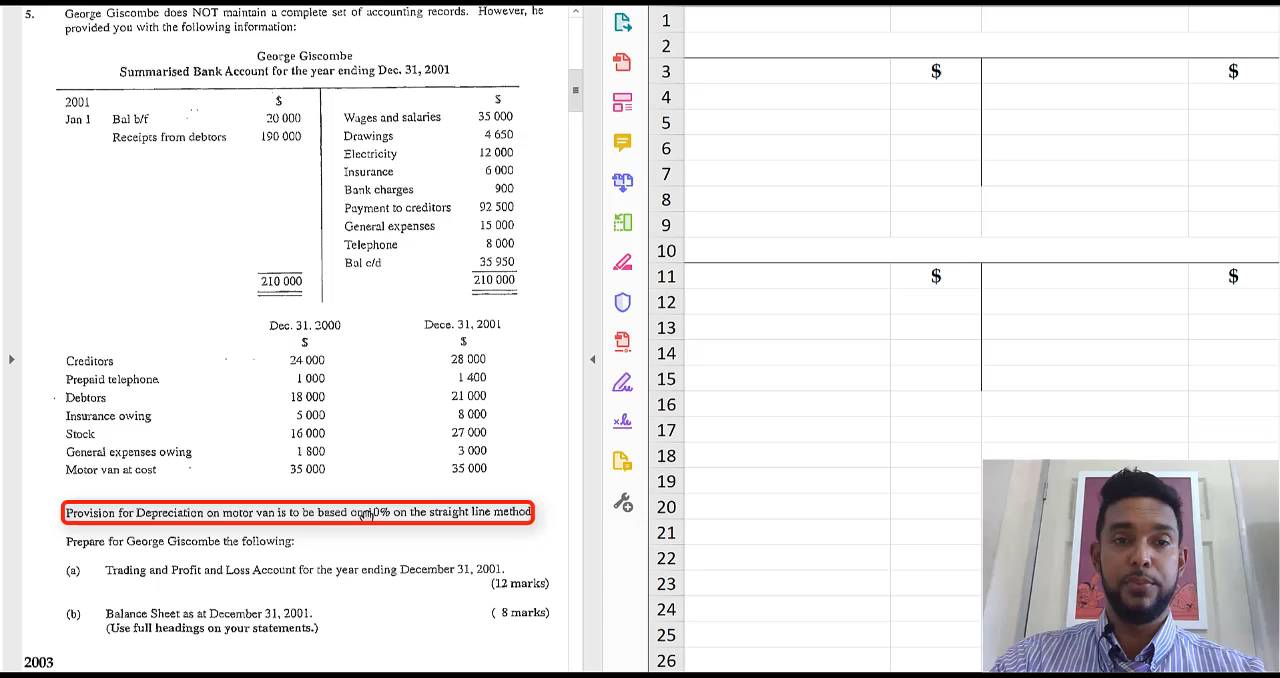 5. George Giscombe does NOT maintain a complete set of accounting records. However, he
provided you with the following information:
George Giscombe
Summarised Bank Account for the year ending Dec. 31, 2001
2001 $ $
Jan 1 Bal b/f 20 000 Wages and salaries 35 000
Receipts from debtors 190 000 Drawings 4 650
Electricity 12 000
Insurance 6 000
Bank charges 900
Payment to creditors 92 500
General expenses 15 000
Telephone 8 000
Bal c/d 35 950
210 000 210 000
Dec. 31. 2000 Dece. 31, 2001
$ $
Creditors 24 000 28 000
Prepaid telephone 1 000 1 400
Debtors 18 000 21 000
Insurance owing 5 000 8 000
Stock 16 000 27 000
General expenses owing 1 800 3 000
Motor van at cost 35 000 35 000
Provision for Depreciation on motor van is to be based on on the straight line method
Prepare for George Giscombe the following:
(a) Trading and Profit and Loss Account for the year ending December 31, 2001.
(12 marks)
(b) Balance Sheet as at December 31, 2001. ( 8 marks)
(Use full headings on your statements.)
2003
1
2
3 $ $
4
5
6
7
8
9
10
11 $ $
12
13
14
15
16
17
18
19
20
21
22
23
24
25
26